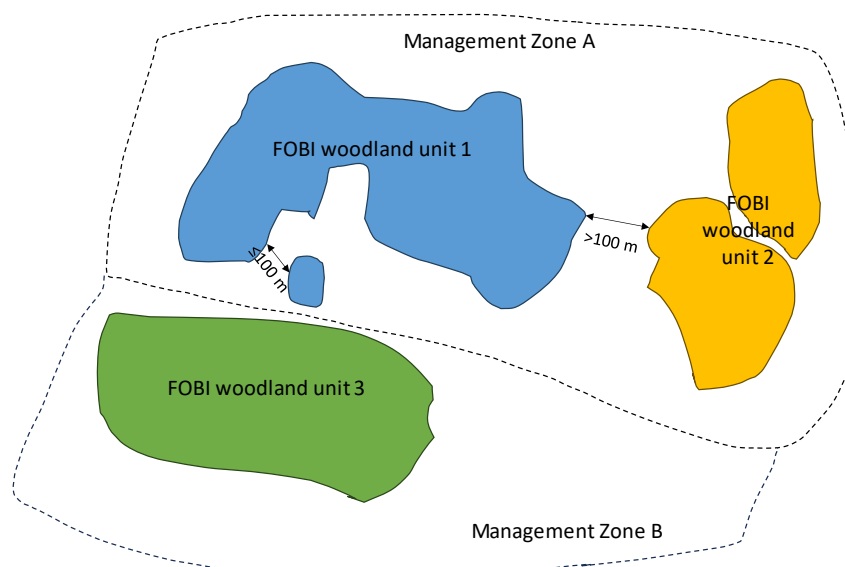 Management Zone A
FOBI woodland unit 1
>100 m
FOBI
woodland
unit 2
≤100 m
FOBI woodland unit 3
Management Zone B